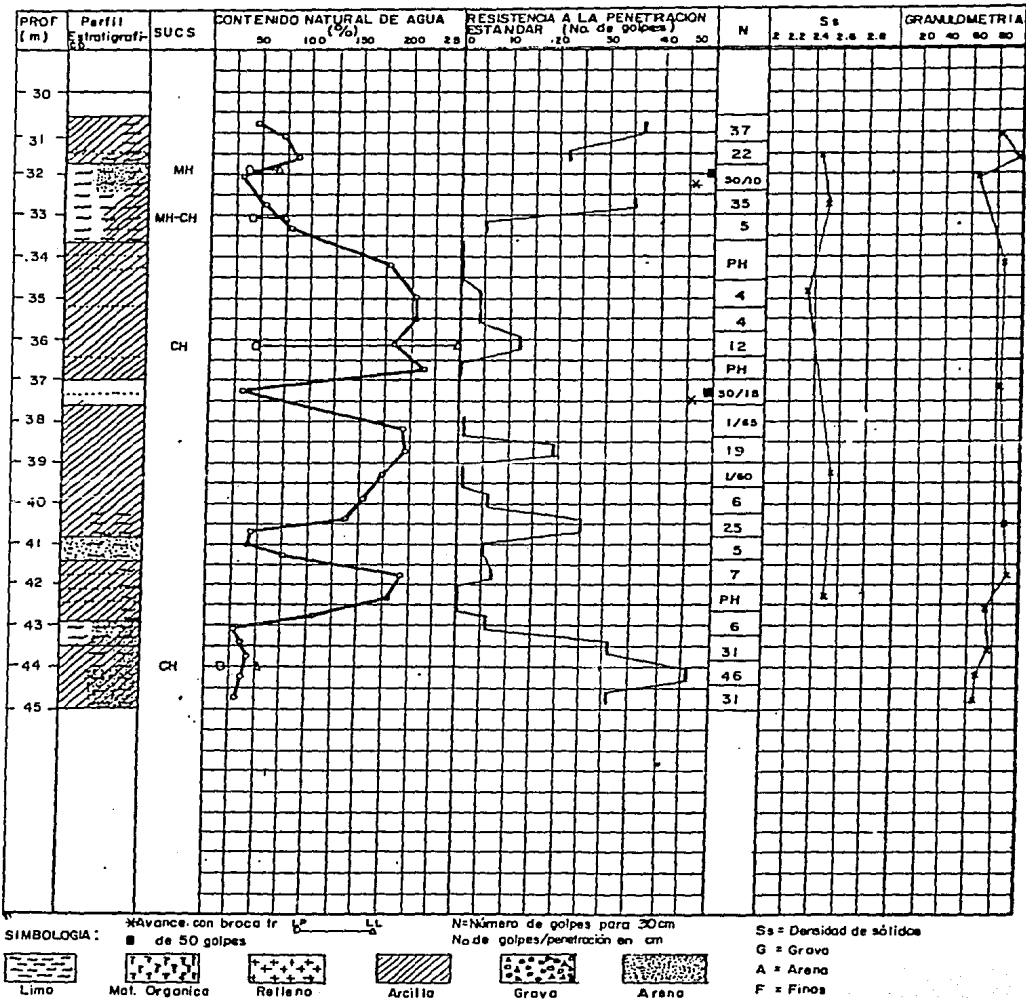 PROF (m)
Perfil Estratigrafi-co
SUCS
CONTENIDO NATURAL DE AGUA (%)
50 100 150 200 25
RESISTENCIA A LA PENETRACION ESTANDAR (No. de golpes)
0 10 20 30 40 50
N
Ss
2 2.2 2.4 2.6 2.8
GRANULOMETRIA
20 40 60 80
30
37
31
22
MH
32
30/10
35
MH-CH
33
5
34
PH
35
4
4
36
CH
12
PH
37
30/18
38
1/65
19
39
1/60
40
6
25
41
5
42
7
PH
43
6
31
44
CH
46
45
31
SIMBOLOGIA:
*Avance con broca tr
LP LL
N=Número de golpes para 30cm
Ss = Densidad de sólidos
■ de 50 golpes
No de golpes/penetración en cm
G = Grava
A = Arena
F = Finos
Limo
Mat. Organica
Relleno
Arcilla
Grava
Arena